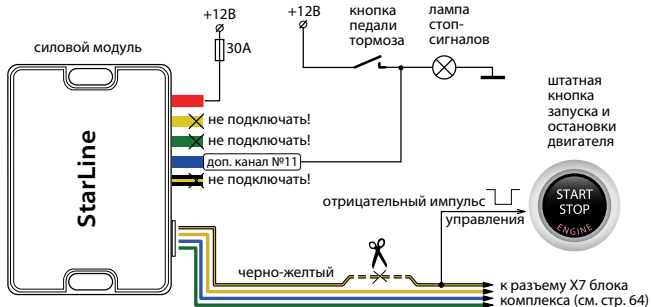 +12В
+12В
кнопка
педали
тормоза
лампа
стоп-
сигналов
силовой модуль
30А
StarLine
не подключать!
не подключать!
доп. канал №11
не подключать!
штатная
кнопка
запуска и
остановки
двигателя
START
STOP
ENGINE
отрицательный импульс
управления
черно-желтый
к разъему X7 блока
комплекса (см. стр. 64)